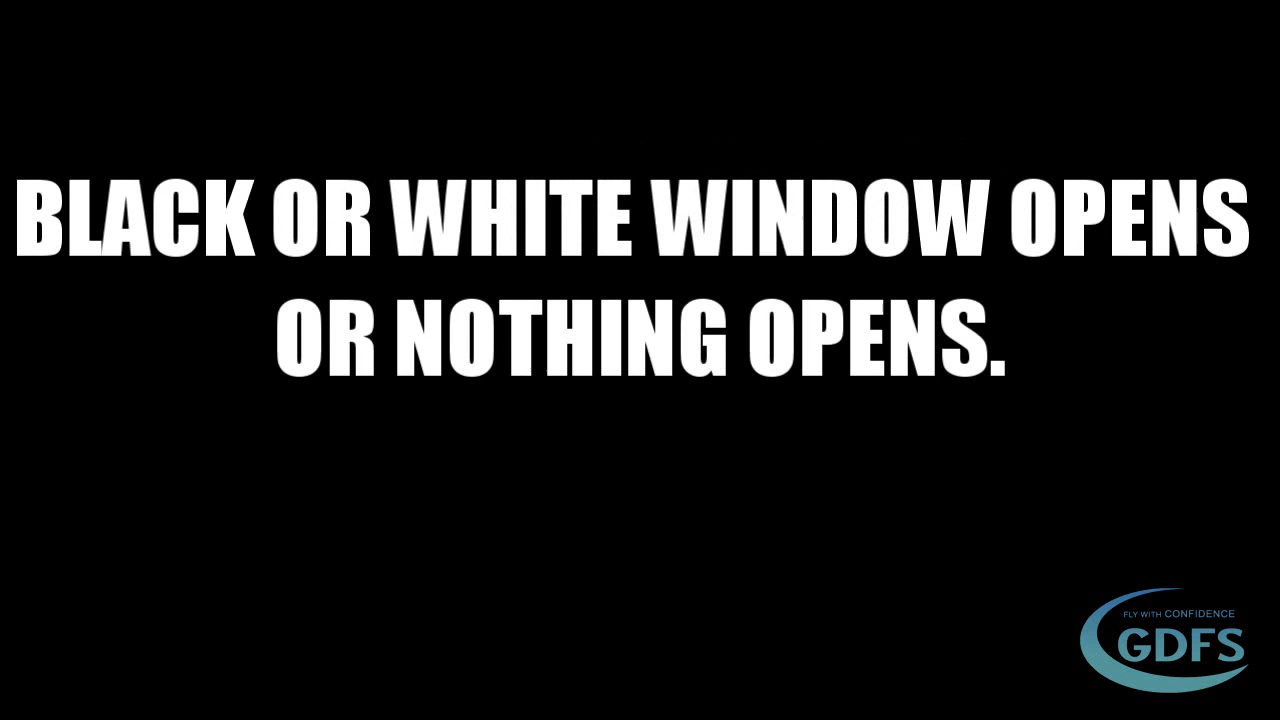 BLACK OR WHITE WINDOW OPENS
OR NOTHING OPENS.
FLY WITH CONFIDENCE
GDFS